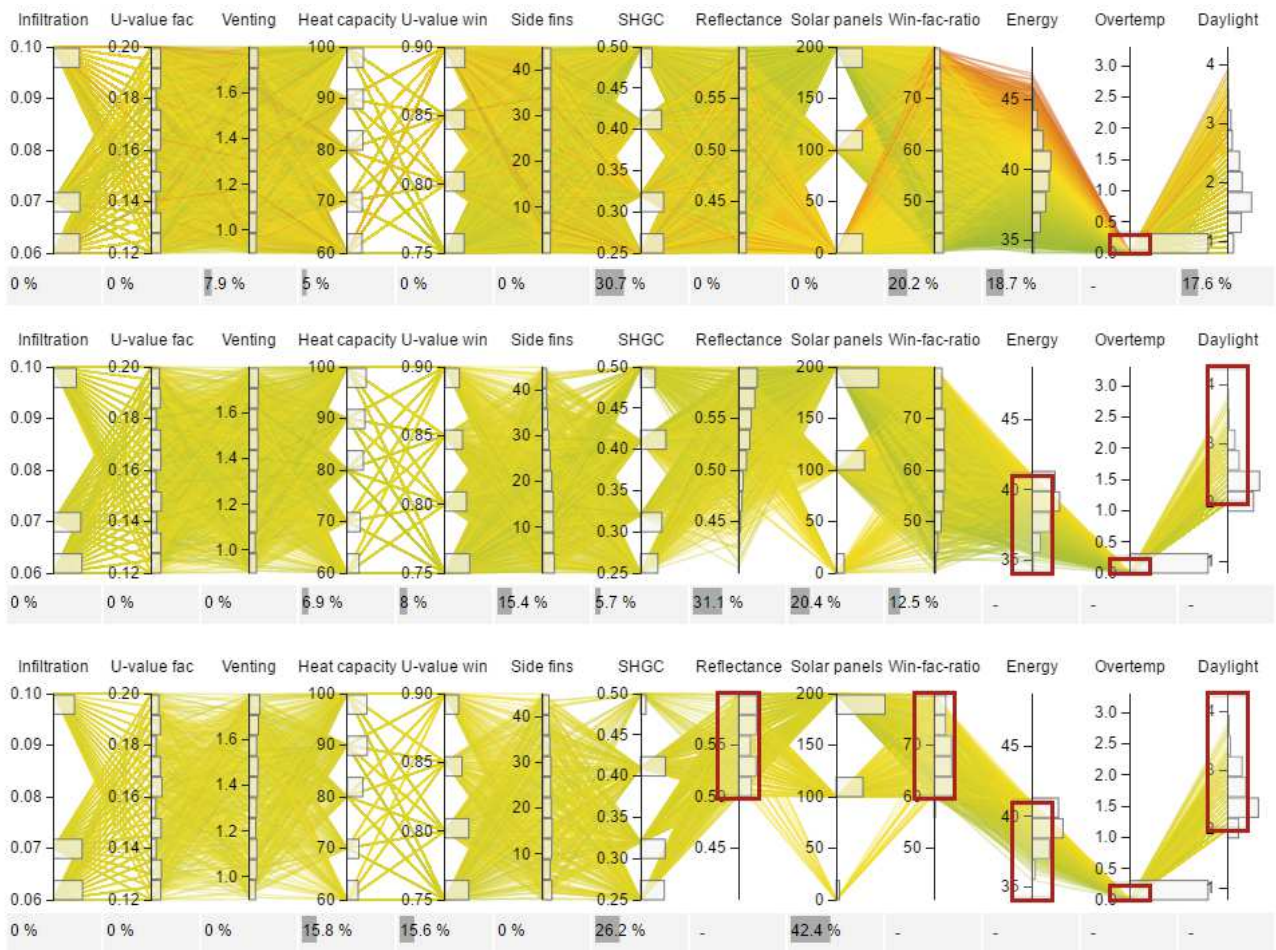 Infiltration U-value fac Venting Heat capacity U-value win Side fins SHGC Reflectance Solar panels Win-fac-ratio Energy Overtemp Daylight
0.10 0.20 100 0.90 0.50 200
4
40 3.0
45
0.09 0.18 1.6 90 0.45 0.55 150 70 2.5
0.85 3
30 0.40 2.0
1.4
0.08 0.16 80 0.50 100 60 40 1.5
20 0.35 2
1.2 0.80 1.0
0.07 0.14 70 0.30 0.45 50 50
10 0.5
1.0 35 1
0.06 0.12 60 0.75 0.25 0 0.0
0 % 0 % 7.9 % 5 % 0 % 0 % 30.7 % 0 % 0 % 20.2 % 18.7 % - 17.6 %
Infiltration U-value fac Venting Heat capacity U-value win Side fins SHGC Reflectance Solar panels Win-fac-ratio Energy Overtemp Daylight
0.10 0.20 100 0.90 0.50 200
40 3.0 4
0.09 0.18 1.6 90 0.45 0.55 150 70 45 2.5
0.85 30 0.40 2.0 3
1.4
0.08 0.16 80 0.50 100 60 1.5
20 0.35 40 2
1.2 0.80 1.0
0.07 0.14 70 0.30 0.45 50 50
10 0.5
1.0 35 1
0.06 0.12 60 0.75 0.25 0 0.0
0 % 0 % 0 % 6.9 % 8 % 15.4 % 5.7 % 31.1 % 20.4 % 12.5 % - - -
Infiltration U-value fac Venting Heat capacity U-value win Side fins SHGC Reflectance Solar panels Win-fac-ratio Energy Overtemp Daylight
0.10 0.20 100 0.90 0.50 200
40 3.0 4
0.09 0.18 1.6 90 0.45 0.55 150 70 45 2.5
0.85 30 0.40 2.0 3
1.4
0.08 0.16 80 0.50 100 60 40 1.5
20 0.35 2
1.2 0.80 1.0
0.07 0.14 70 0.30 0.45 50 50
10 0.5
1.0 35 1
0.06 0.12 60 0.75 0.25 0 0.0
0 % 0 % 0 % 15.8 % 15.6 % 0 % 26.2 % - 42.4 % - - - -